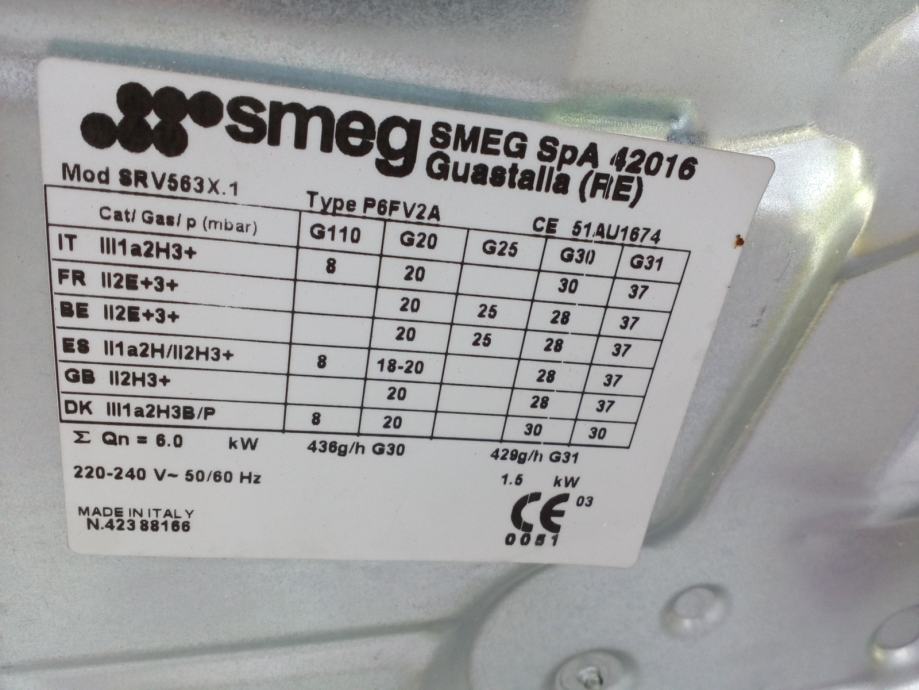 smeg SMEG SpA 42016
Guastalla (RE)
Mod SRV563X.1 Type P6FV2A CE 51AU1674
Cat/ Gas/ p (mbar) G110 G20 G25 G30 G31
IT III1a2H3+ 8 20 30 37
FR II2E+3+ 20 25 28 37
BE II2E+3+ 20 25 28 37
ES II1a2H/II2H3+ 8 18-20 28 37
GB II2H3+ 20 28 37
DK III1a2H3B/P 8 20 30 30
Σ Qn = 6.0 kW 436g/h G30 429g/h G31
220-240 V~ 50/60 Hz 1.5 kW
CE 03
MADE IN ITALY
N.42388166
0051